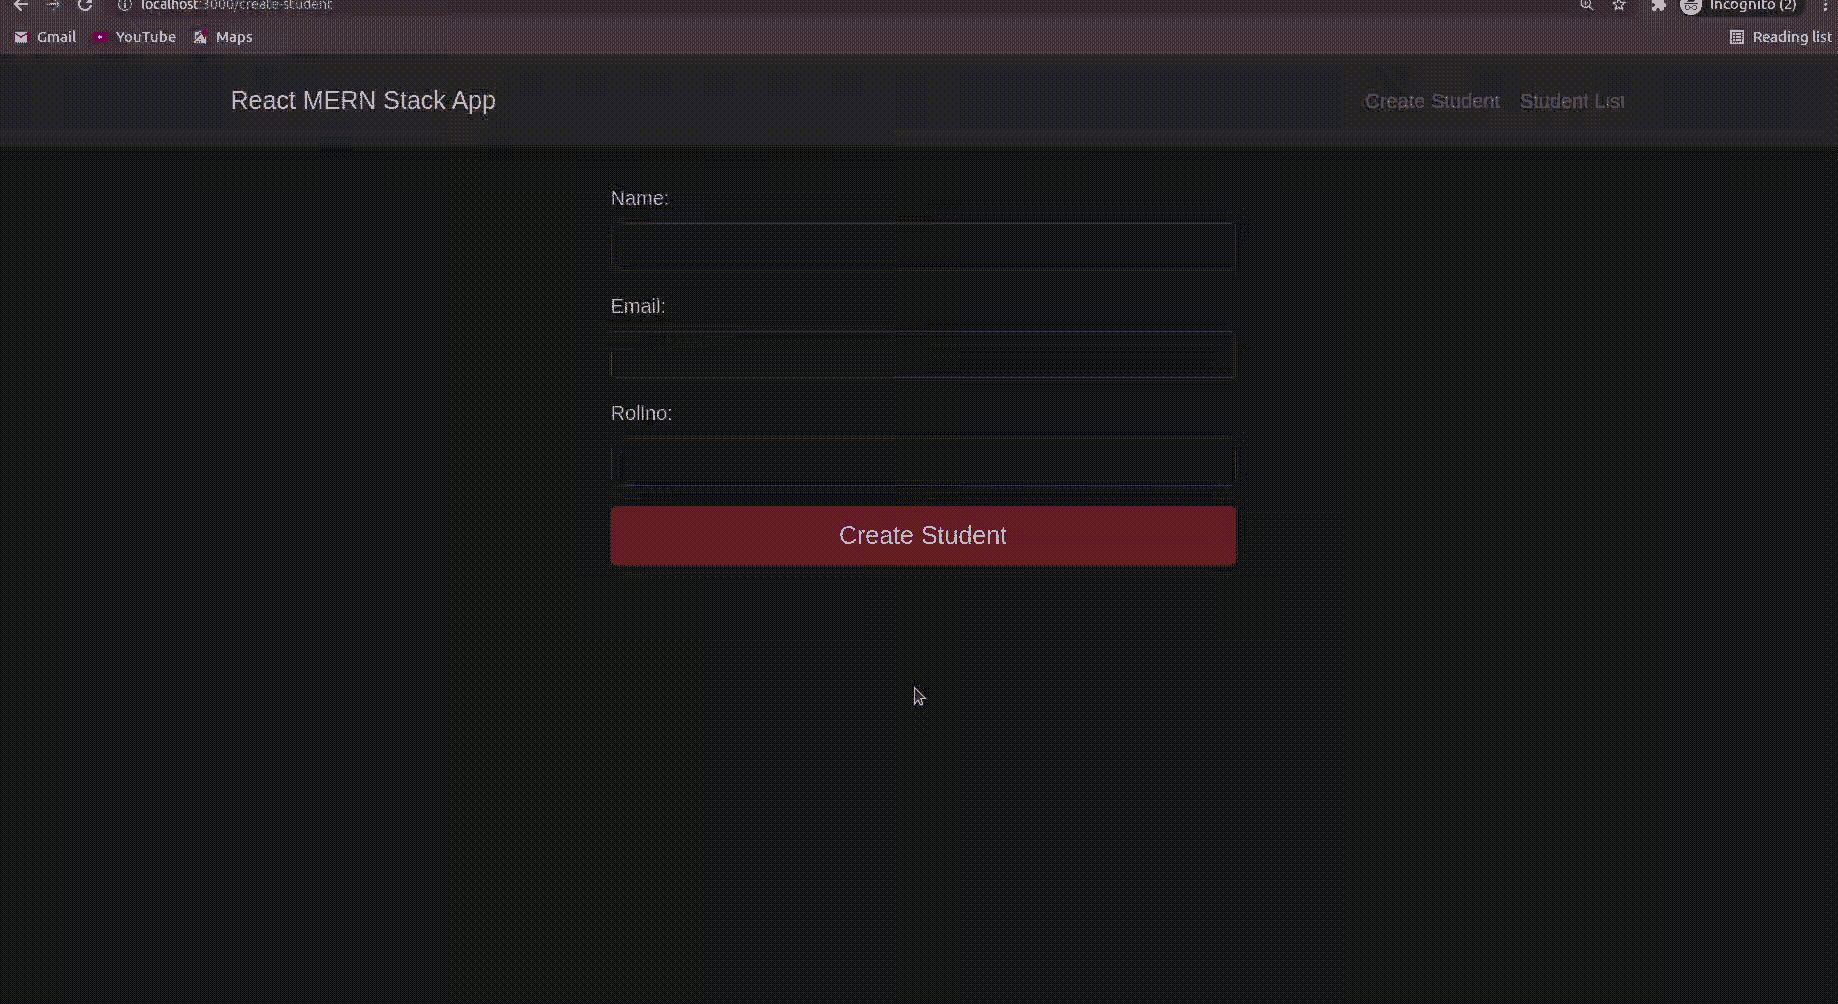 localhost:3000/create-student Incognito (2)
Gmail YouTube Maps Reading list
React MERN Stack App Create Student Student List
Name:
Email:
Rollno:
Create Student